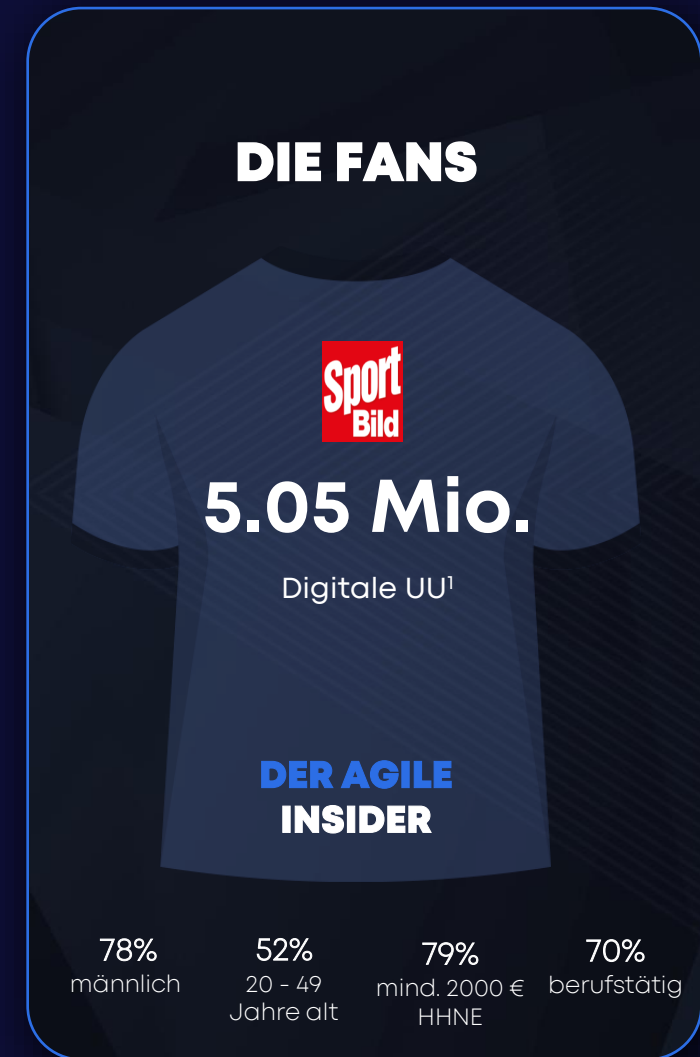 DIE FANS
Sport
Bild
5.05 Mio.
Digitale UU¹
DER AGILE
INSIDER
78%
männlich
52%
20 - 49
Jahre alt
79%
mind. 2000 €
HHNE
70%
berufstätig